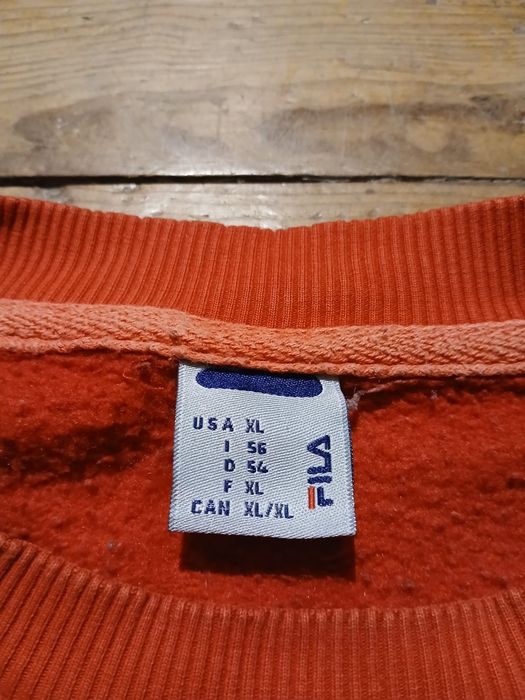 USA XL
I 56
D 54
F XL
CAN XL/XL
FILA